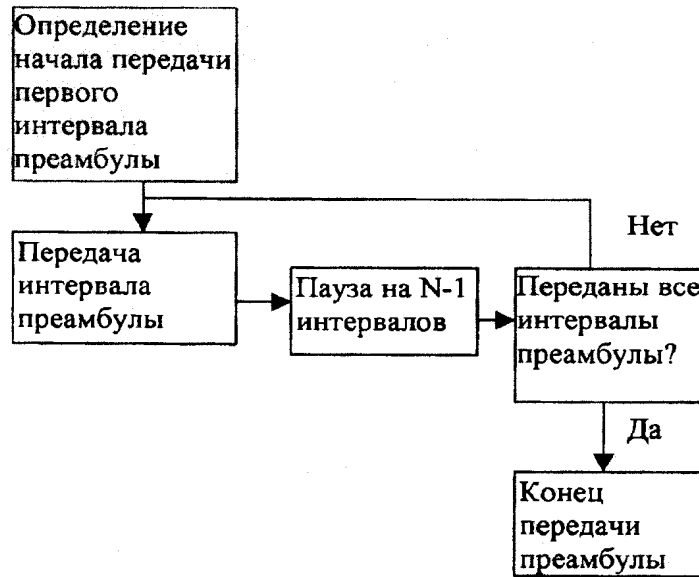 Определение
начала передачи
первого
интервала
преамбулы
Нет
Передача
интервала
преамбулы
Пауза на N-1
интервалов
Переданы все
интервалы
преамбулы?
Да
Конец
передачи
преамбулы